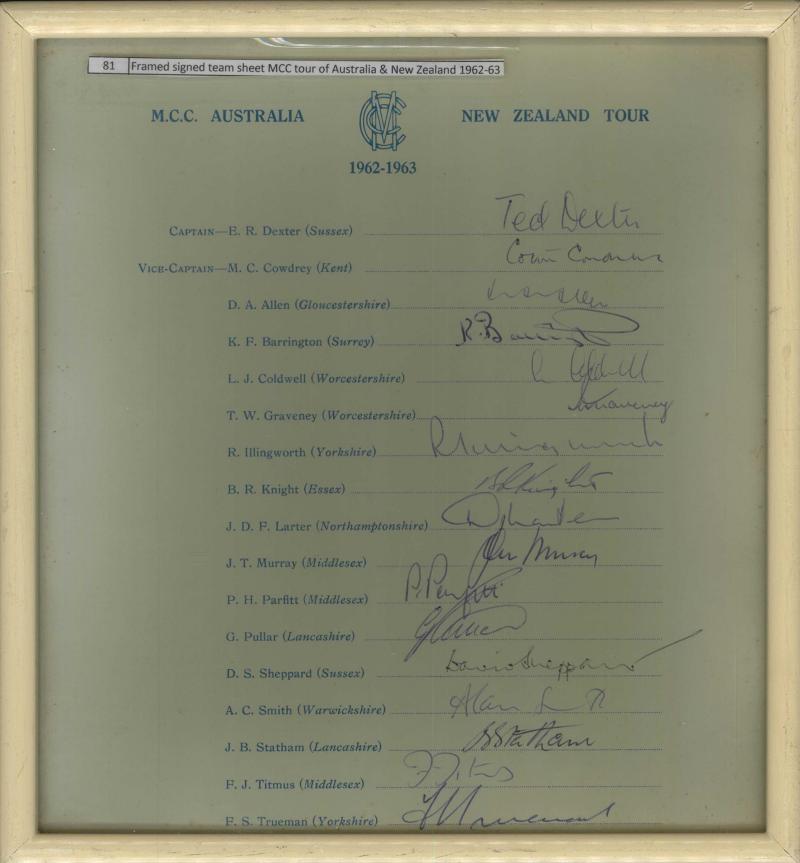 81 Framed signed team sheet MCC tour of Australia & New Zealand 1962-63
M.C.C. AUSTRALIA MCC NEW ZEALAND TOUR
1962-1963
CAPTAIN—E. R. Dexter (Sussex) Ted Dexter
VICE-CAPTAIN—M. C. Cowdrey (Kent)
D. A. Allen (Gloucestershire)
K. F. Barrington (Surrey)
L. J. Coldwell (Worcestershire)
T. W. Graveney (Worcestershire)
R. Illingworth (Yorkshire)
B. R. Knight (Essex)
J. D. F. Larter (Northamptonshire)
J. T. Murray (Middlesex)
P. H. Parfitt (Middlesex) P. Parfitt
G. Pullar (Lancashire)
D. S. Sheppard (Sussex) David Sheppard
A. C. Smith (Warwickshire)
J. B. Statham (Lancashire) J B Statham
F. J. Titmus (Middlesex)
F. S. Trueman (Yorkshire)